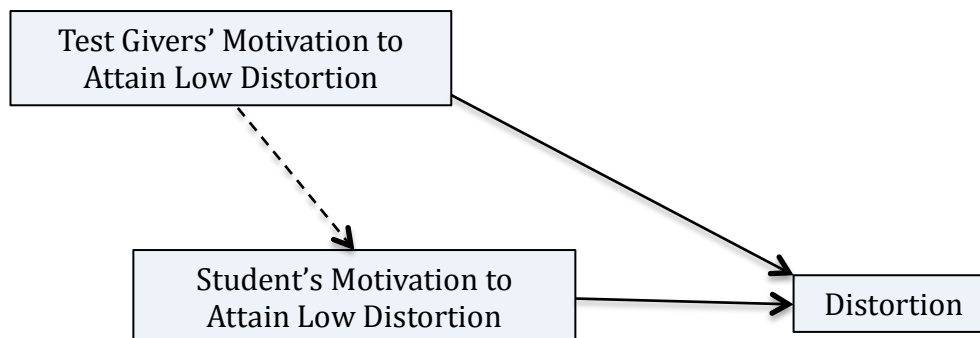 Test Givers’ Motivation to
Attain Low Distortion
Student’s Motivation to
Attain Low Distortion
Distortion